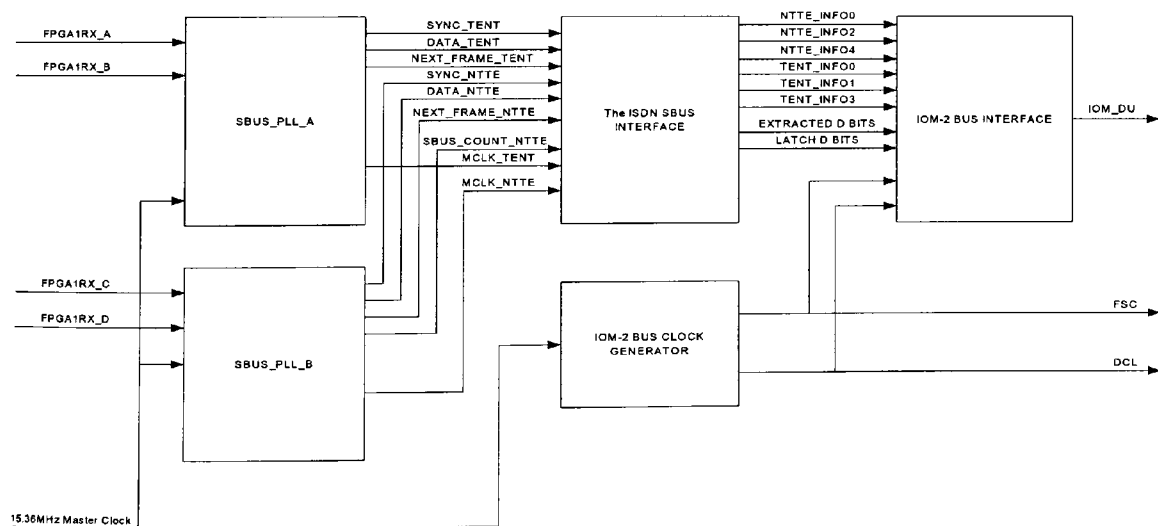 FPGA1RX_A
FPGA1RX_B
SBUS_PLL_A
SYNC_TENT
DATA_TENT
NEXT_FRAME_TENT
SYNC_NTTE
DATA_NTTE
NEXT_FRAME_NTTE
SBUS_COUNT_NTTE
MCLK_TENT
MCLK_NTTE
The ISDN SBUS
INTERFACE
NTTE_INFO0
NTTE_INFO2
NTTE_INFO4
TENT_INFO0
TENT_INFO1
TENT_INFO3
EXTRACTED D BITS
LATCH D BITS
IOM-2 BUS INTERFACE
IOM_DU
FPGA1RX_C
FPGA1RX_D
SBUS_PLL_B
IOM-2 BUS CLOCK
GENERATOR
FSC
DCL
15.36MHz Master Clock